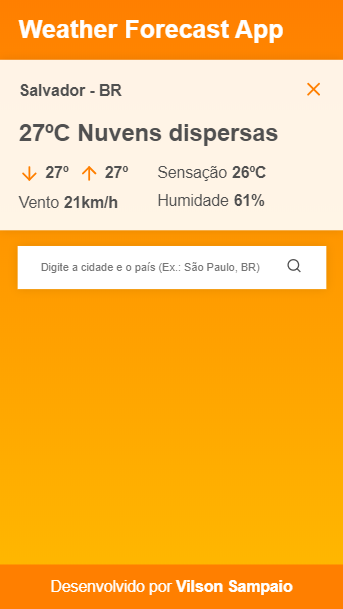 Weather Forecast App
Salvador - BR
27ºC Nuvens dispersas
27º 27º Sensação 26ºC
Vento 21km/h Humidade 61%
Digite a cidade e o país (Ex.: São Paulo, BR)
Desenvolvido por Vilson Sampaio